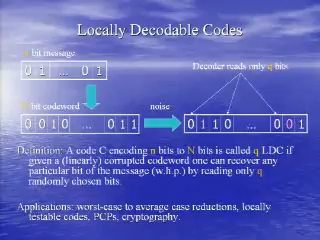 Locally Decodable Codes
n bit message
Decoder reads only q bits
0 1 ... 0 1
N bit codeword
noise
0 0 1 0 ... 0 1 1
0 1 1 0 ... 0 0 1
Definition: A code C encoding n bits to N bits is called q LDC if
given a (linearly) corrupted codeword one can recover any
particular bit of the message (w.h.p.) by reading only q
randomly chosen bits.
Applications: worst-case to average case reductions, locally
testable codes, PCPs, cryptography.